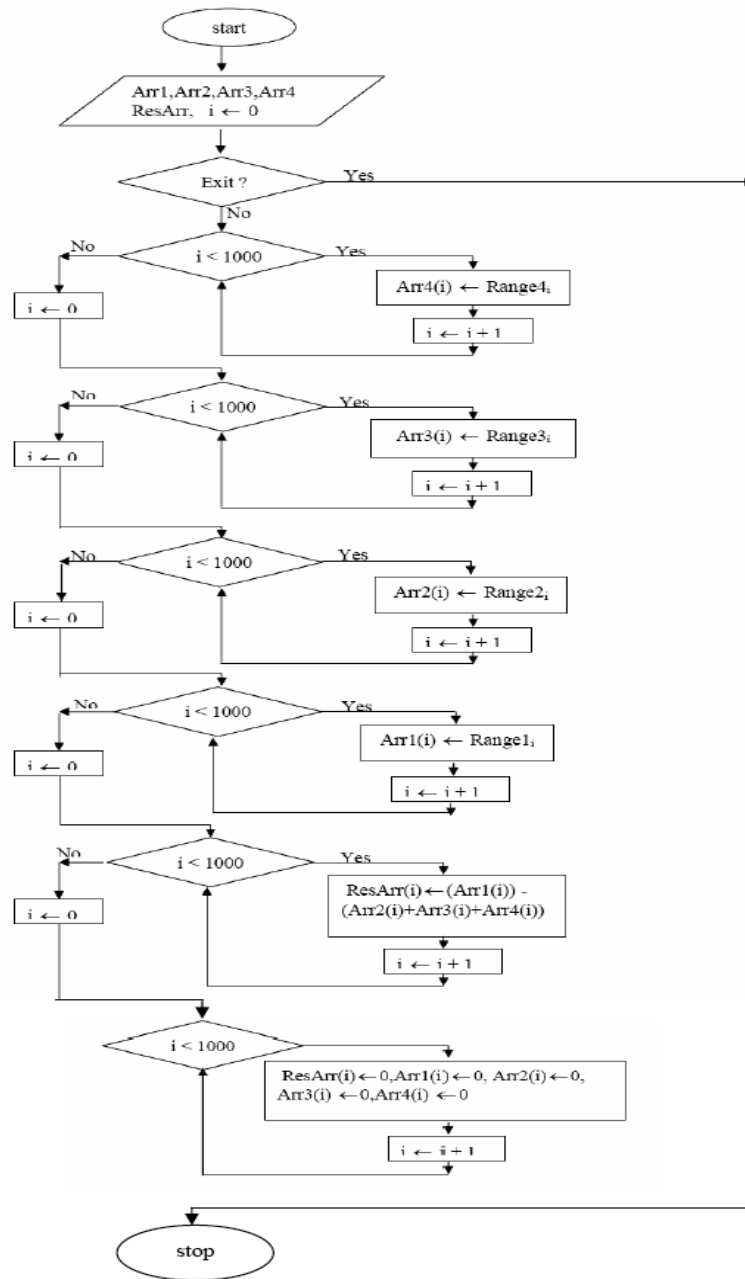 start
Arr1,Arr2,Arr3,Arr4
ResArr, i ← 0
Exit ?
Yes
No
i < 1000
No
Yes
Arr4(i) ← Range4ᵢ
i ← 0
i ← i + 1
i < 1000
No
Yes
Arr3(i) ← Range3ᵢ
i ← 0
i ← i + 1
i < 1000
No
Yes
Arr2(i) ← Range2ᵢ
i ← 0
i ← i + 1
i < 1000
No
Yes
Arr1(i) ← Range1ᵢ
i ← 0
i ← i + 1
i < 1000
No
Yes
ResArr(i) ← (Arr1(i)) -
(Arr2(i)+Arr3(i)+Arr4(i))
i ← 0
i ← i + 1
i < 1000
ResArr(i) ← 0,Arr1(i) ← 0, Arr2(i) ← 0,
Arr3(i) ← 0,Arr4(i) ← 0
i ← i + 1
stop